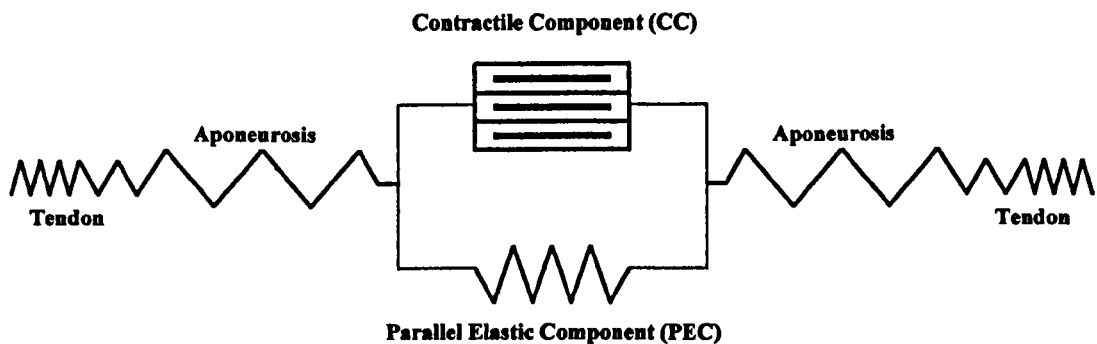 Contractile Component (CC)
Aponeurosis
Aponeurosis
Tendon
Tendon
Parallel Elastic Component (PEC)